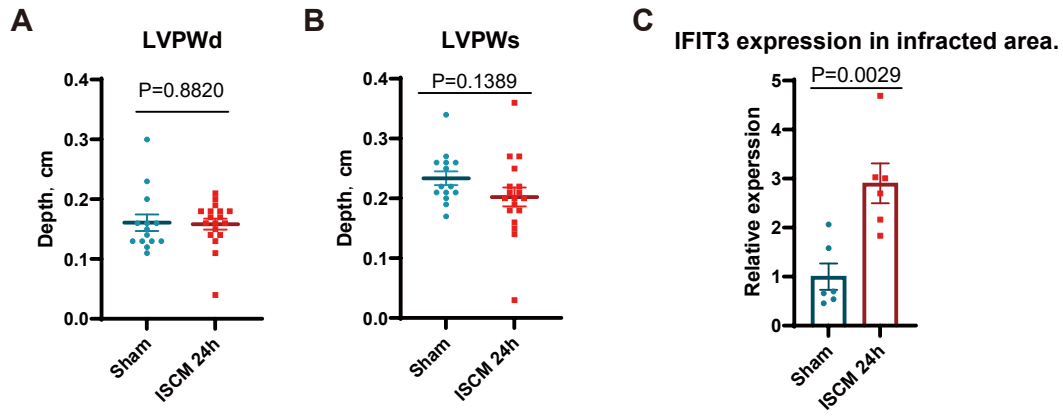 A
LVPWd
P=0.8820
Depth, cm
0.4
0.3
0.2
0.1
0.0
Sham
ISCM 24h
B
LVPWs
P=0.1389
Depth, cm
0.4
0.3
0.2
0.1
0.0
Sham
ISCM 24h
C
IFIT3 expression in infracted area.
P=0.0029
Relative experssion
5
4
3
2
1
0
Sham
ISCM 24h